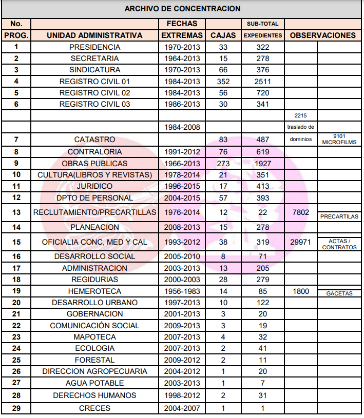 ARCHIVO DE CONCENTRACION
No. FECHAS SUB-TOTAL
PROG. UNIDAD ADMINISTRATIVA EXTREMAS CAJAS EXPEDIENTES OBSERVACIONES
1 PRESIDENCIA 1970-2013 33 322
2 SECRETARIA 1964-2013 15 278
3 SINDICATURA 1970-2013 66 376
4 REGISTRO CIVIL 01 1984-2013 352 2511
5 REGISTRO CIVIL 02 1984-2013 56 720
6 REGISTRO CIVIL 03 1986-2013 30 341
2215
1984-2008 traslado de
7 CATASTRO 83 487 dominios 9101 MICROFILMS
8 CONTRALORIA 1991-2012 76 619
9 OBRAS PUBLICAS 1966-2013 273 1927
10 CULTURA(LIBROS Y REVISTAS) 1978-2014 21 351
11 JURIDICO 1996-2015 17 413
12 DPTO DE PERSONAL 2004-2015 57 393
13 RECLUTAMIENTO/PRECARTILLAS 1976-2014 12 22 7802 PRECARTILAS
14 PLANEACION 2008-2013 15 278
15 OFICIALIA CONC, MED Y CAL 1993-2012 38 319 29971 ACTAS / CONTRATOS
16 DESARROLLO SOCIAL 2005-2010 8 71
17 ADMINISTRACION 2003-2013 13 205
18 REGIDURIAS 2000-2003 28 279
19 HEMEROTECA 1956-1983 14 85 1800 GACETAS
20 DESARROLLO URBANO 1997-2013 10 122
21 GOBERNACION 2001-2013 3 20
22 COMUNICACIÓN SOCIAL 2009-2013 3 19
23 MAPOTECA 2007-2013 4 32
24 ECOLOGIA 2007-2013 2 41
25 FORESTAL 2009-2012 2 11
26 DIRECCION AGROPECUARIA 2004-2012 1 20
27 AGUA POTABLE 2003-2013 1 7
28 DERECHOS HUMANOS 1998-2012 2 31
29 CRECES 2004-2007 1 1